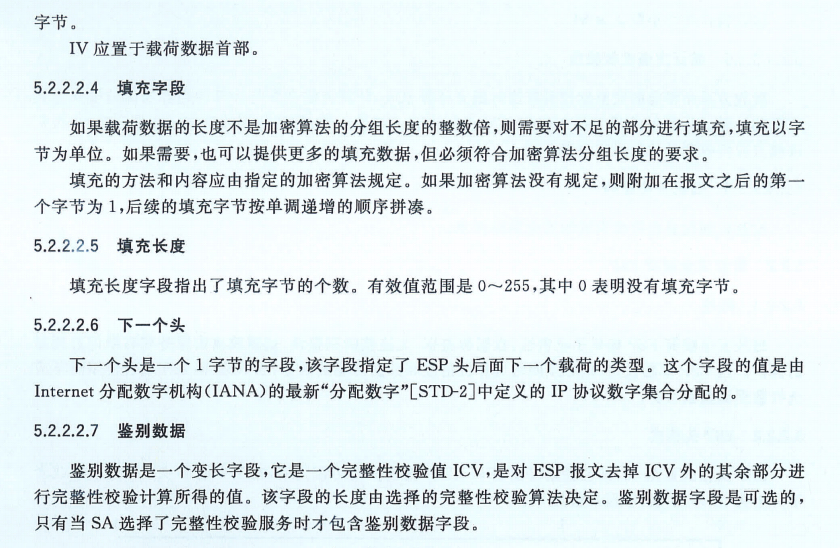 字节。
IV 应置于载荷数据首部。
5.2.2.2.4 填充字段
如果载荷数据的长度不是加密算法的分组长度的整数倍,则需要对不足的部分进行填充,填充以字
节为单位。如果需要,也可以提供更多的填充数据,但必须符合加密算法分组长度的要求。
填充的方法和内容应由指定的加密算法规定。如果加密算法没有规定,则附加在报文之后的第一
个字节为 1,后续的填充字节按单调递增的顺序拼凑。
5.2.2.2.5 填充长度
填充长度字段指出了填充字节的个数。有效值范围是 0～255,其中 0 表明没有填充字节。
5.2.2.2.6 下一个头
下一个头是一个 1 字节的字段,该字段指定了 ESP 头后面下一个载荷的类型。这个字段的值是由
Internet 分配数字机构(IANA)的最新“分配数字”[STD-2]中定义的 IP 协议数字集合分配的。
5.2.2.2.7 鉴别数据
鉴别数据是一个变长字段,它是一个完整性校验值 ICV,是对 ESP 报文去掉 ICV 外的其余部分进
行完整性校验计算所得的值。该字段的长度由选择的完整性校验算法决定。鉴别数据字段是可选的,
只有当 SA 选择了完整性校验服务时才包含鉴别数据字段。